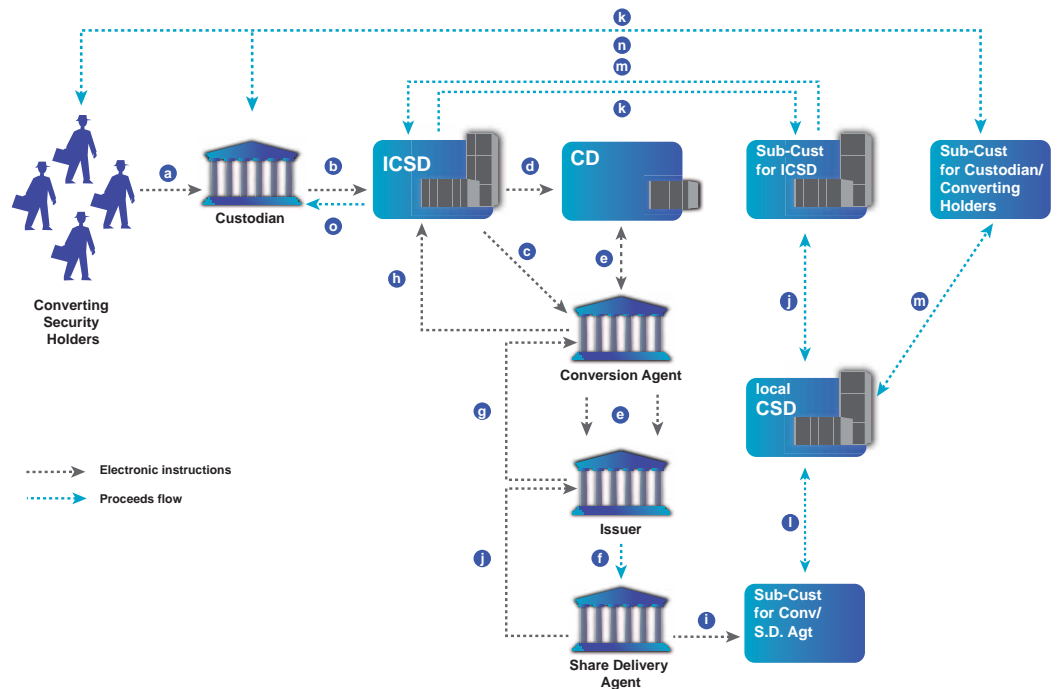 k
n
m
k
ICSD
CD
Sub-Cust
for ICSD
Sub-Cust
for Custodian/
Converting
Holders
a
b
d
Custodian
o
c
e
h
j
m
Converting
Security
Holders
Conversion Agent
local
CSD
g
e
Electronic instructions
Proceeds flow
Issuer
l
j
f
Sub-Cust
for Conv/
S.D. Agt
i
Share Delivery
Agent